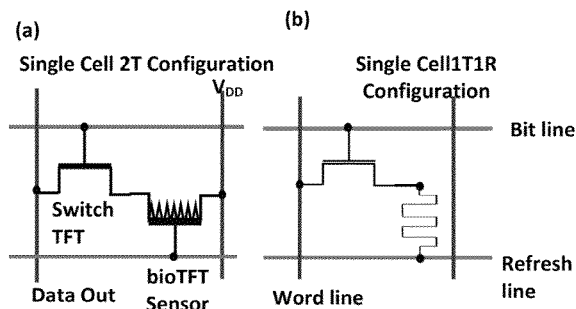 (a)
Single Cell 2T Configuration
VDD
Switch
TFT
Data Out
bioTFT
Sensor
(b)
Single Cell1T1R
Configuration
Bit line
Refresh
line
Word line